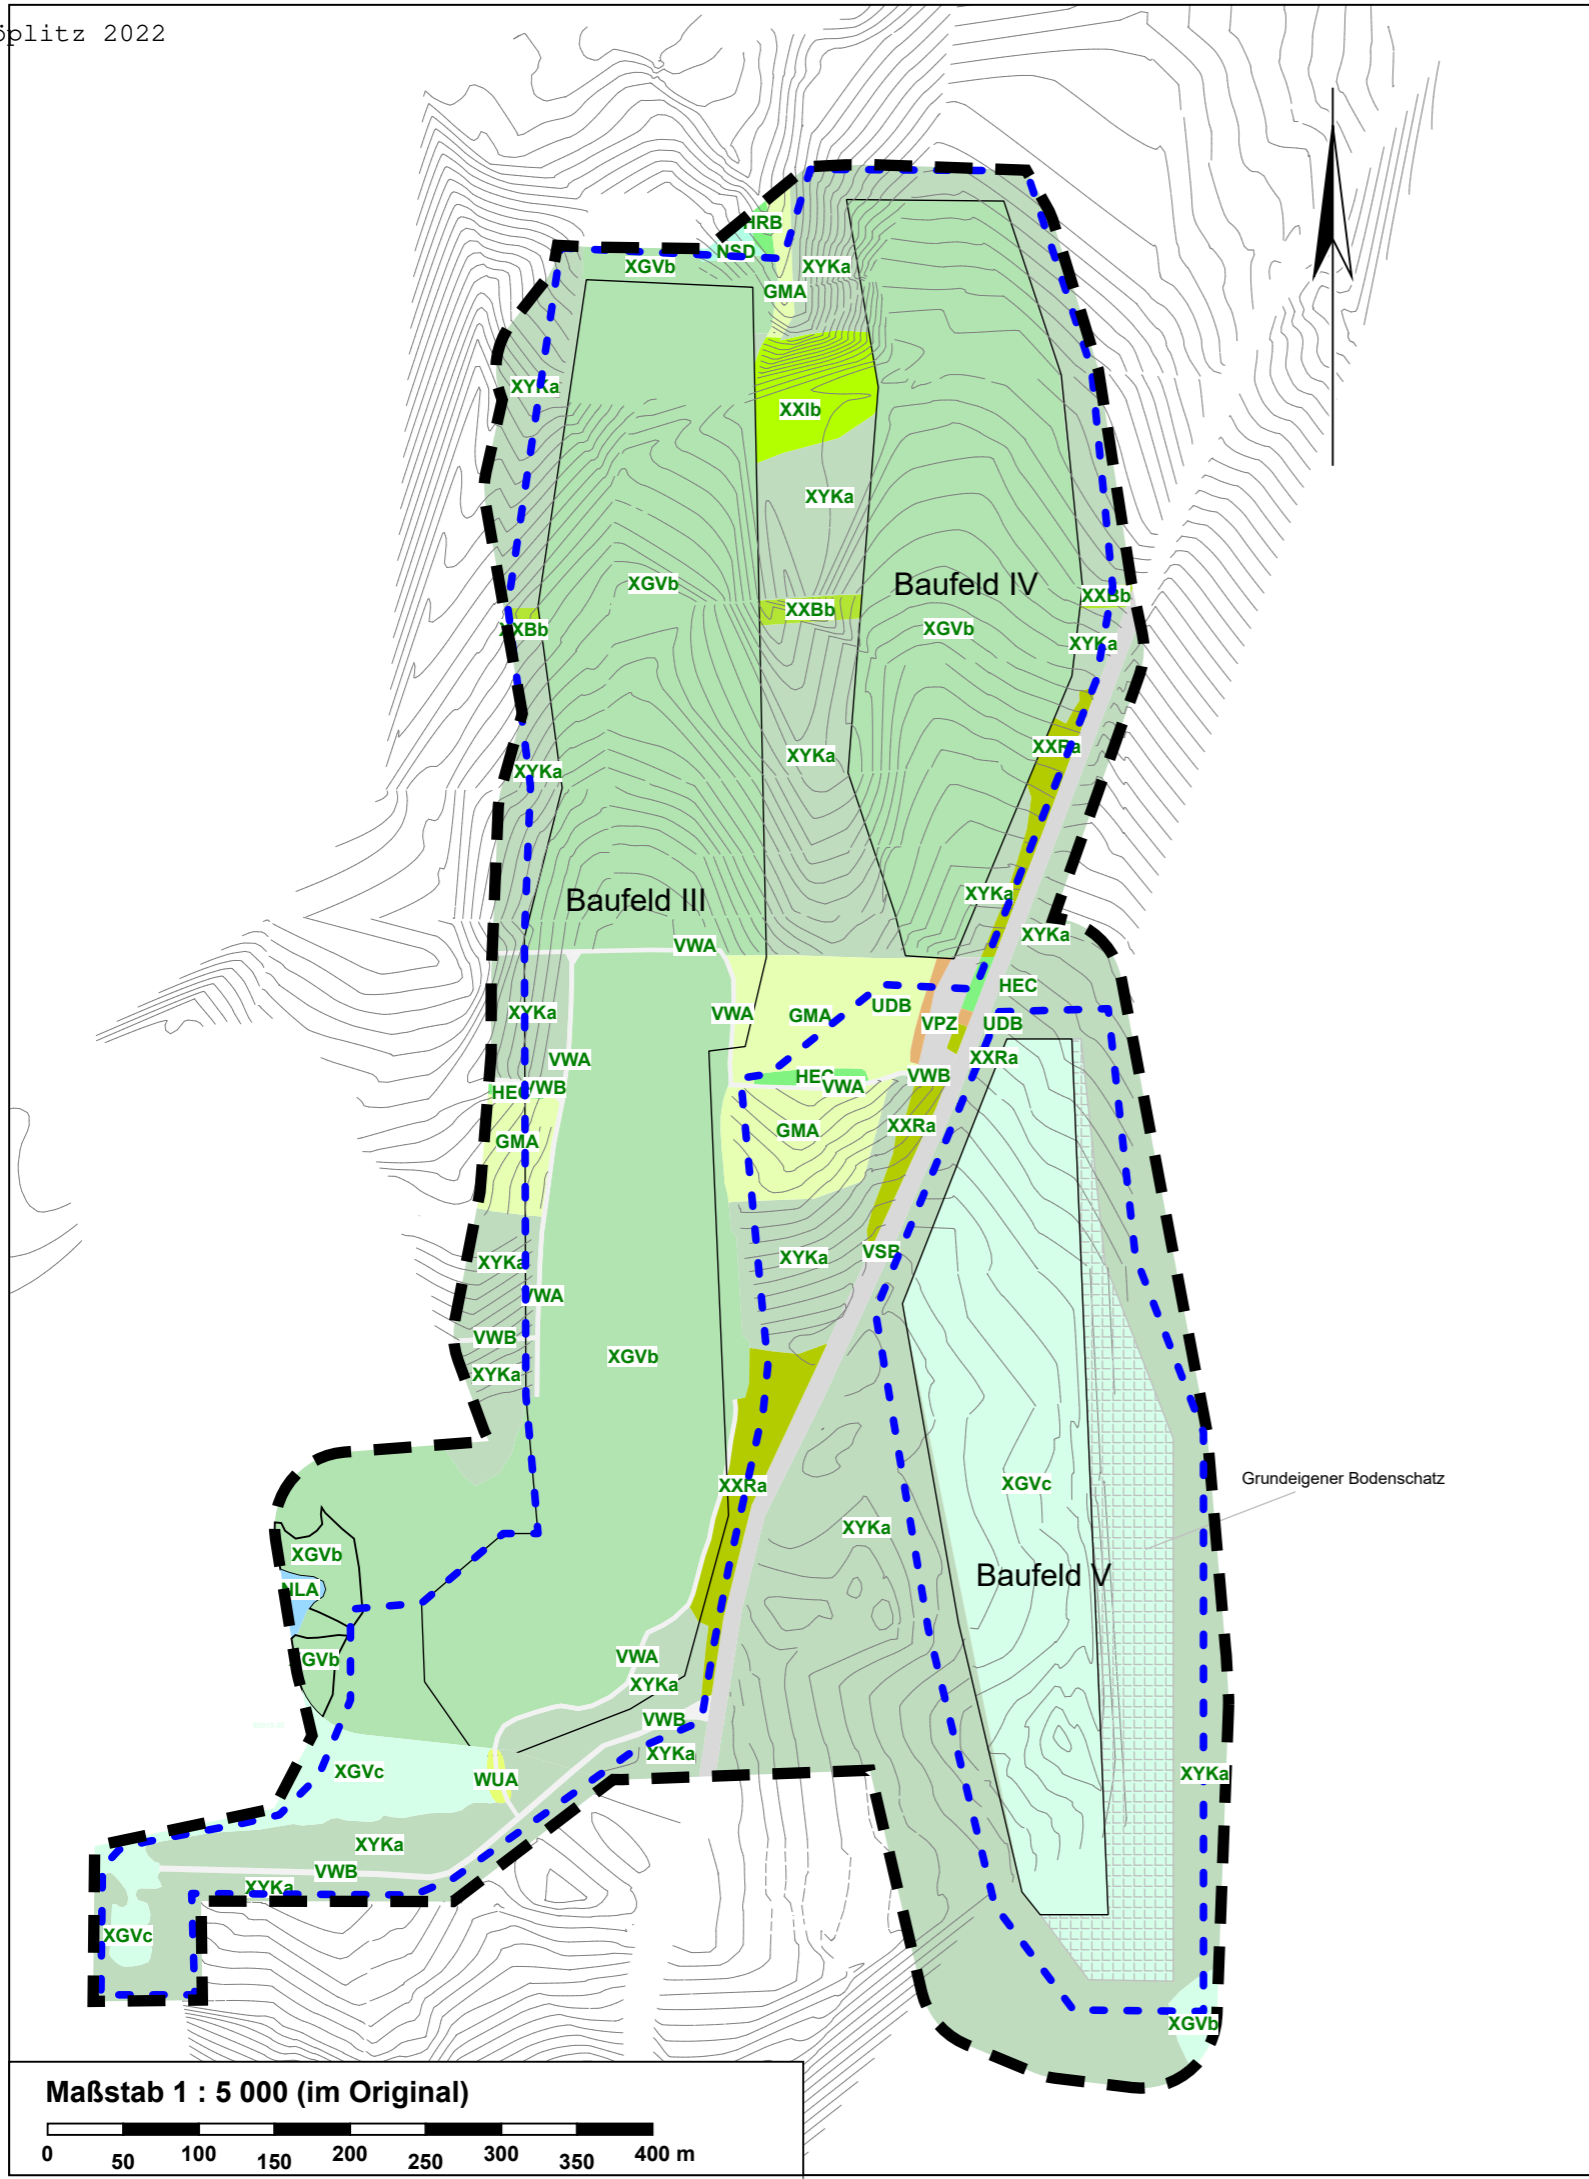 öplitz 2022
HRB
NSD
XGVb
XYKa
GMA
XYKa
XXIb
XYKa
XGVb
Baufeld IV
XXBb
XXBb
XGVb
XXBb
XYKa
XXRa
XYKa
XYKa
XYKa
Baufeld III
XYKa
VWA
HEC
UDB
XYKa
VWA
GMA
VPZ
UDB
VWA
XXRa
HEC
VWA
VWB
HEC
VWB
XXRa
GMA
GMA
VSB
XYKa
XYKa
VWA
VWB
XGVb
XYKa
Grundeigener Bodenschatz
XXRa
XGVc
XYKa
XGVb
Baufeld V
NLA
GVb
VWA
XYKa
VWB
XYKa
XGVc
WUA
XYKa
XYKa
VWB
XYKa
XGVc
XGVb
Maßstab 1 : 5 000 (im Original)
0 50 100 150 200 250 300 350 400 m